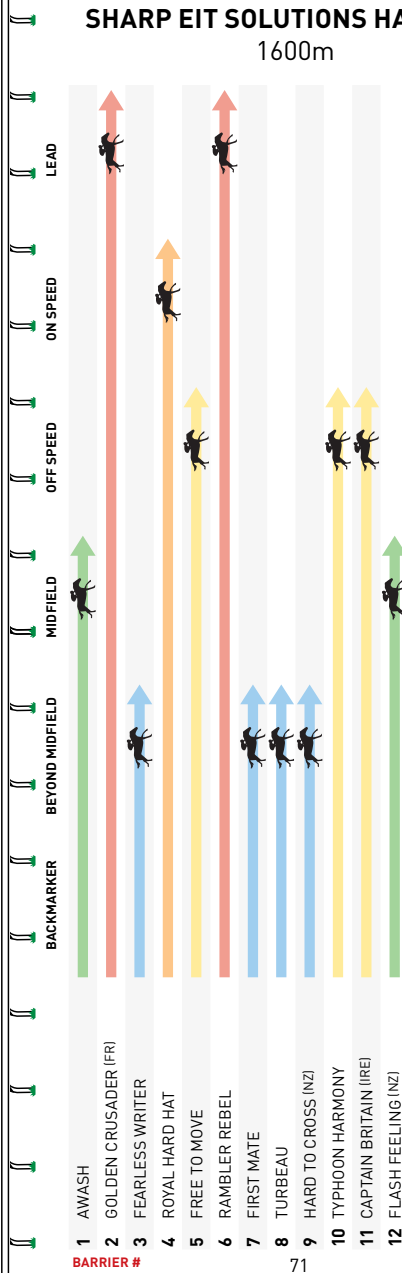 SHARP EIT SOLUTIONS HA
1600m
LEAD
ON SPEED
OFF SPEED
MIDFIELD
BEYOND MIDFIELD
BACKMARKER
1 AWASH
2 GOLDEN CRUSADER (FR)
3 FEARLESS WRITER
4 ROYAL HARD HAT
5 FREE TO MOVE
6 RAMBLER REBEL
7 FIRST MATE
8 TURBEAU
9 HARD TO CROSS (NZ)
10 TYPHOON HARMONY
11 CAPTAIN BRITAIN (IRE)
12 FLASH FEELING (NZ)
BARRIER #
71